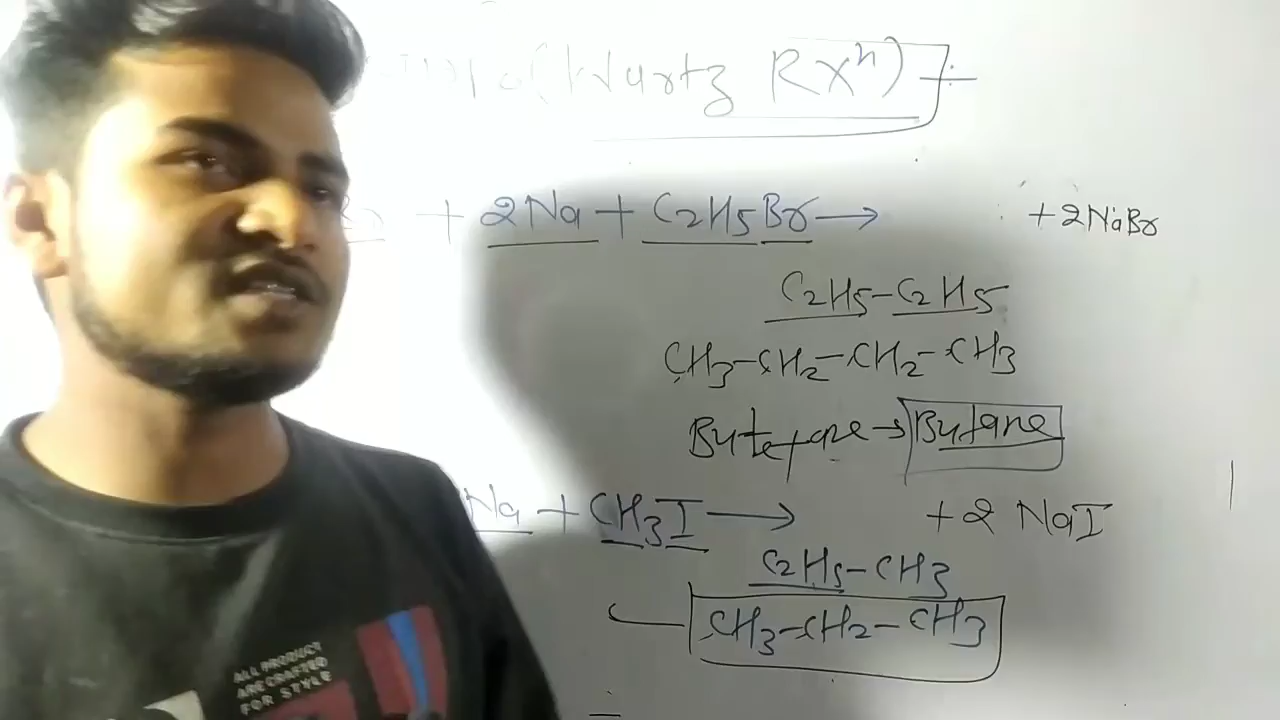 (Wurtz Rxⁿ) :-
+ 2Na + C2H5Br → + 2NaBr
C2H5-C2H5
CH3-CH2-CH2-CH3
→ Butane
Na + CH3I → + 2 NaI
C2H5-CH3
CH3-CH2-CH3
ALL PRODUCT
ARE CRAFTED
FOR STYLE